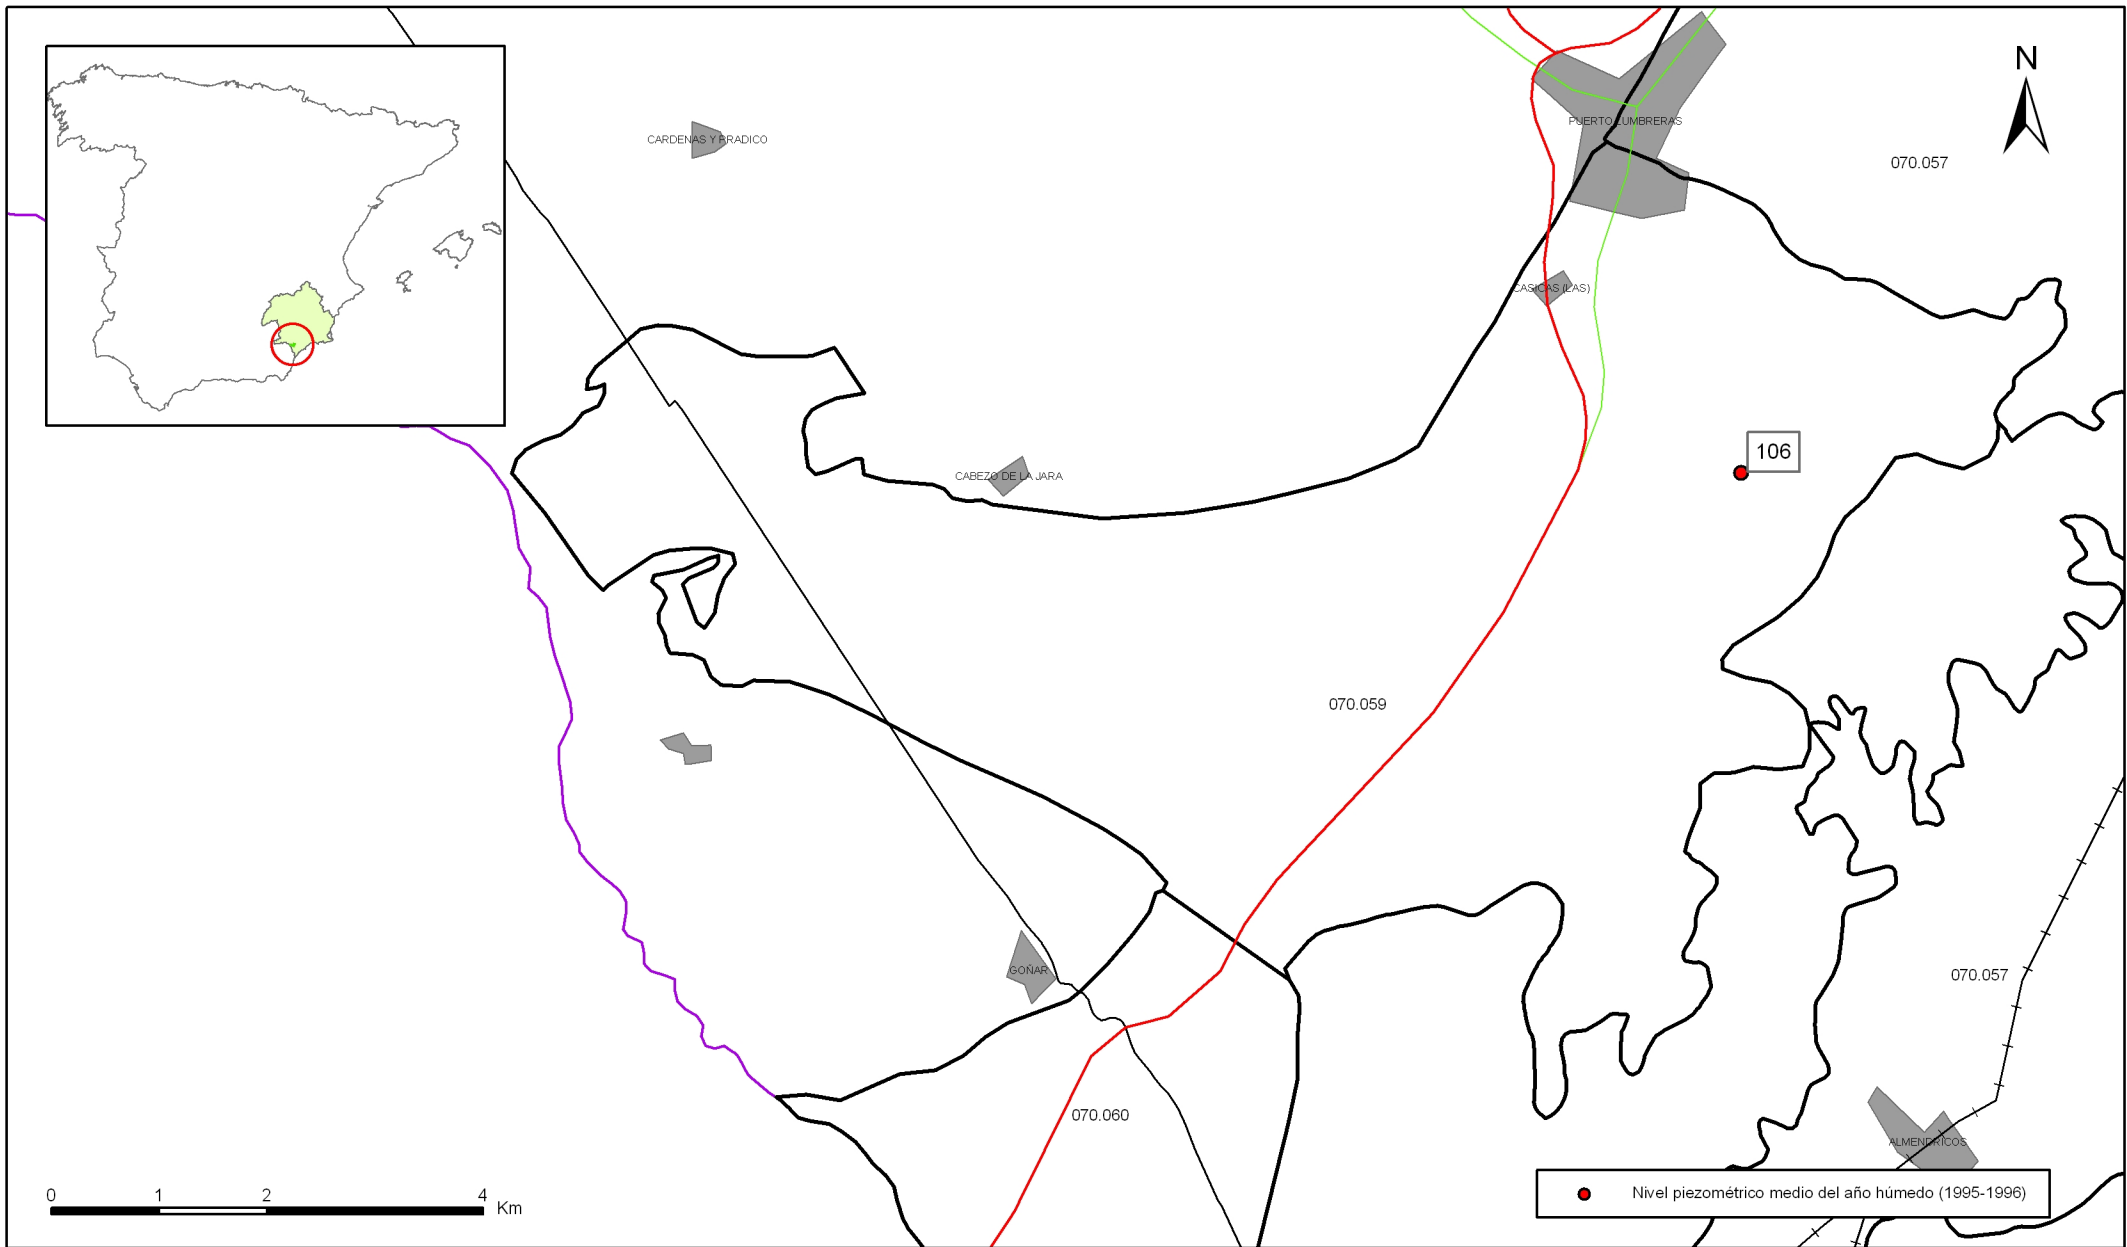 N
CARDENAS Y PRADICO
PUERTO LUMBRERAS
070.057
CASICAS (LAS)
106
CABEZO DE LA JARA
070.059
GOÑAR
070.057
070.060
ALMENDRICOS
0 1 2 4 Km
Nivel piezométrico medio del año húmedo (1995-1996)